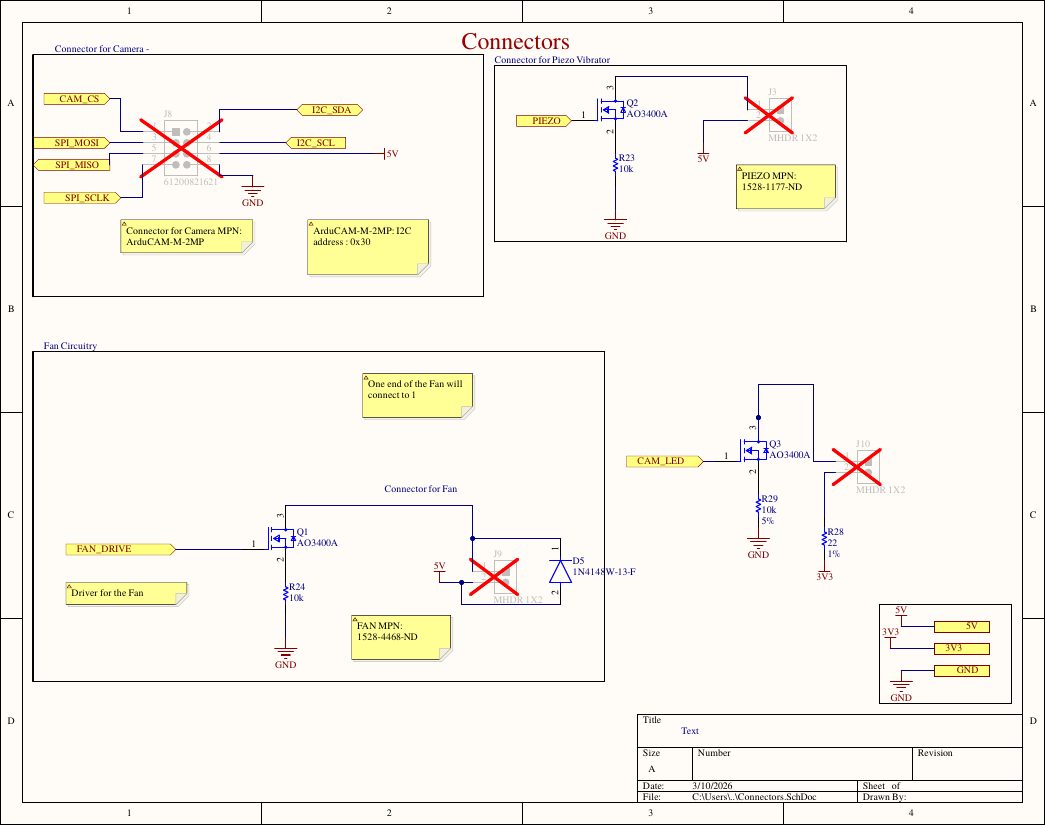 1
2
3
4
Connectors
Connector for Camera -
Connector for Piezo Vibrator
A
A
CAM_CS
SPI_MOSI
SPI_MISO
SPI_SCLK
J8
5
6
61200821621
I2C_SDA
I2C_SCL
5V
GND
Connector for Camera MPN:
ArduCAM-M-2MP
ArduCAM-M-2MP: I2C
address : 0x30
PIEZO
1
3
2
Q2
AO3400A
R23
10k
GND
5V
J3
MHDR 1X2
PIEZO MPN:
1528-1177-ND
B
B
Fan Circuitry
One end of the Fan will
connect to 1
Connector for Fan
C
C
FAN_DRIVE
1
3
2
Q1
AO3400A
R24
10k
GND
Driver for the Fan
5V
J9
MHDR 1X2
1
2
D5
1N4148W-13-F
FAN MPN:
1528-4468-ND
CAM_LED
1
3
2
Q3
AO3400A
R29
10k
5%
GND
J10
MHDR 1X2
R28
22
1%
3V3
5V
5V
3V3
3V3
GND
GND
D
D
Title
Text
Size
Number
Revision
A
Date:
3/10/2026
Sheet of
File:
C:\Users\..\Connectors.SchDoc
Drawn By:
1
2
3
4